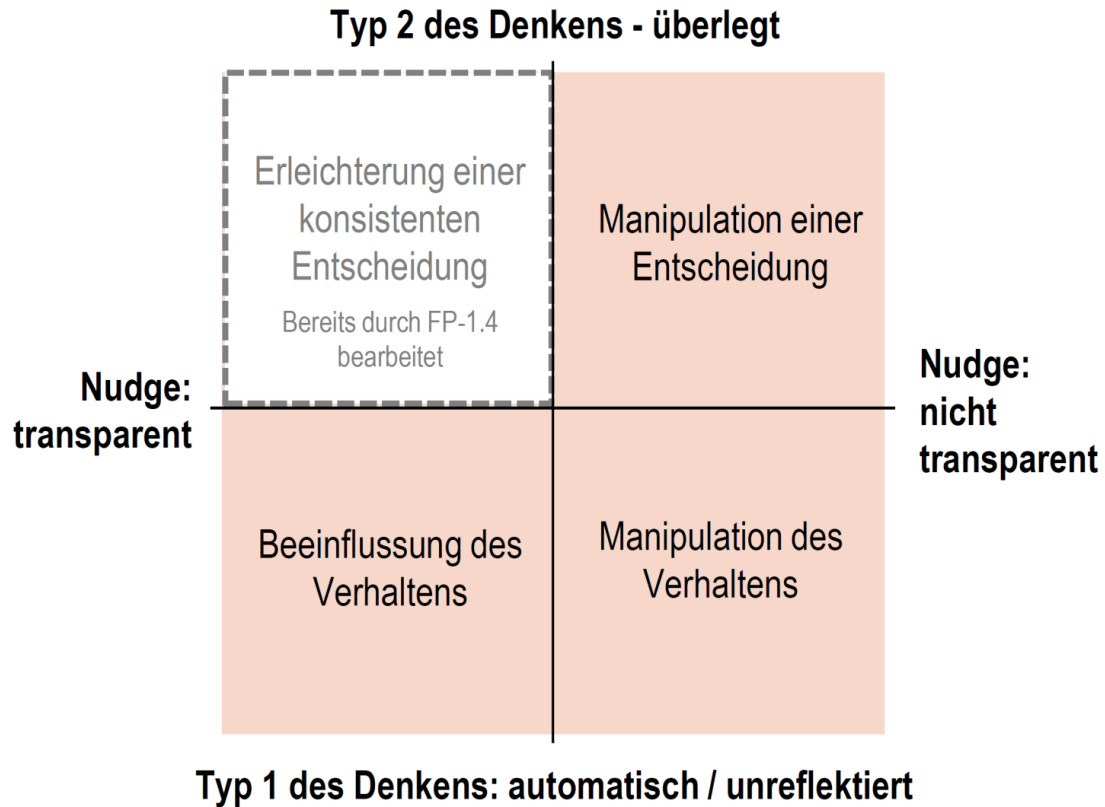 Typ 2 des Denkens - überlegt
Erleichterung einer
konsistenten
Entscheidung
Bereits durch FP-1.4
bearbeitet
Manipulation einer
Entscheidung
Nudge:
transparent
Nudge:
nicht
transparent
Beeinflussung des
Verhaltens
Manipulation des
Verhaltens
Typ 1 des Denkens: automatisch / unreflektiert